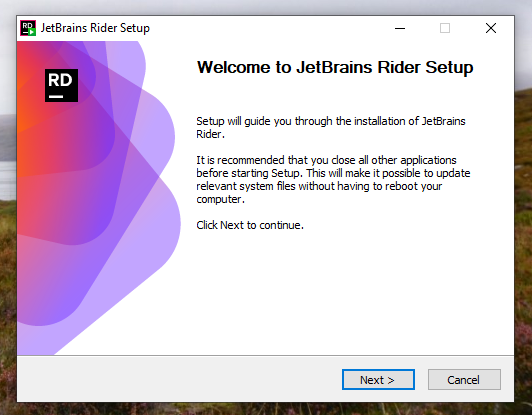 JetBrains Rider Setup
RD
Welcome to JetBrains Rider Setup
Setup will guide you through the installation of JetBrains
Rider.
It is recommended that you close all other applications
before starting Setup. This will make it possible to update
relevant system files without having to reboot your
computer.
Click Next to continue.
Next >
Cancel